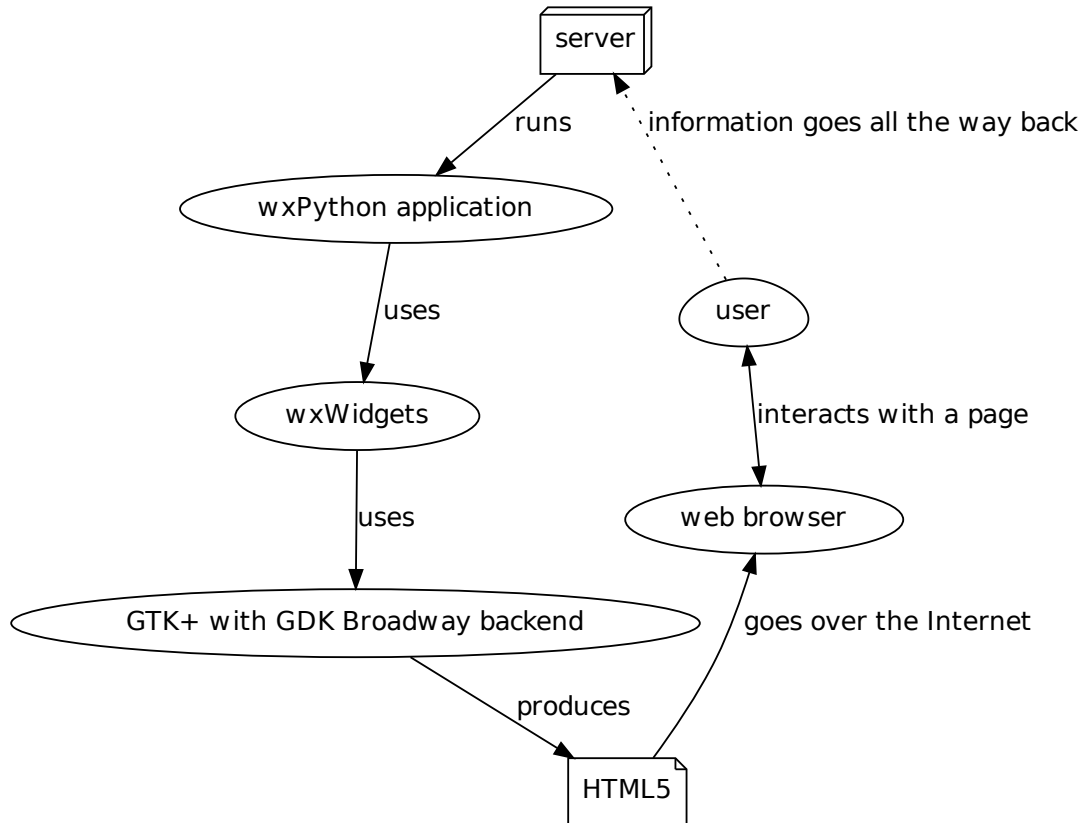 server
runs
information goes all the way back
wxPython application
uses
user
wxWidgets
interacts with a page
uses
web browser
GTK+ with GDK Broadway backend
goes over the Internet
produces
HTML5